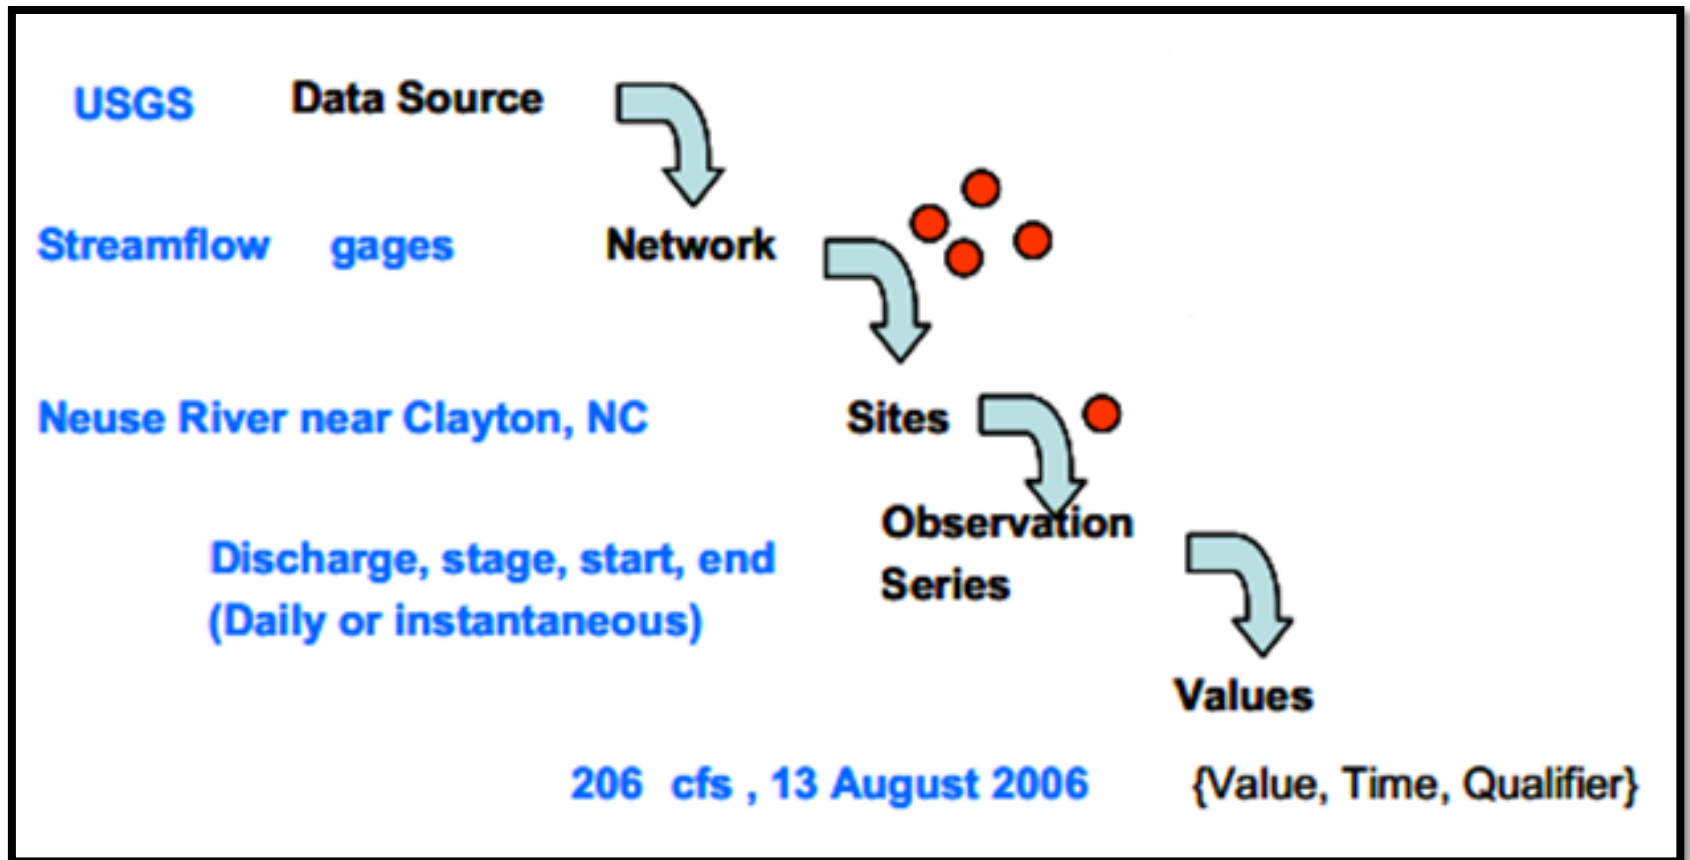 USGS Data Source
Streamflow gages Network
Neuse River near Clayton, NC Sites
Observation
Series
Discharge, stage, start, end
(Daily or instantaneous)
Values
206 cfs , 13 August 2006 {Value, Time, Qualifier}